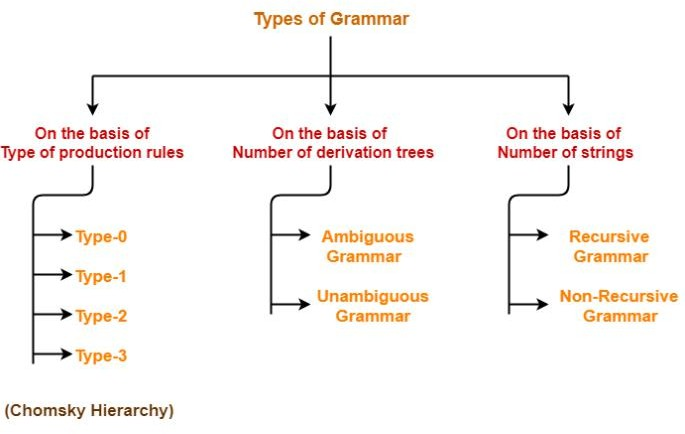 Types of Grammar
On the basis of
Type of production rules
Type-0
Type-1
Type-2
Type-3
(Chomsky Hierarchy)
On the basis of
Number of derivation trees
Ambiguous
Grammar
Unambiguous
Grammar
On the basis of
Number of strings
Recursive
Grammar
Non-Recursive
Grammar